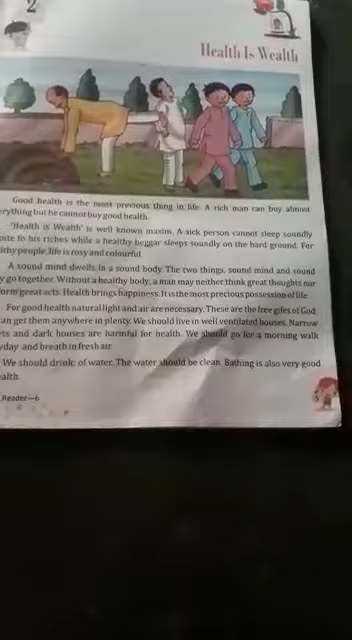 2
Health Is Wealth
Good health is the most precious thing in life. A rich man can buy almost
erything but he cannot buy good health.
'Health is Wealth' is well known maxim. A sick person cannot sleep soundly
pite fo his riches while a healthy beggar sleeps soundly on the hard ground. For
lthy people, life is rosy and colourful.
A sound mind dwells in a sound body. The two things, sound mind and sound
y go together. Without a healthy body, a man may neither think great thoughts nor
form great acts. Health brings happiness. It is the most precious possession of life.
For good health natural light and air are necessary. These are the free gifes of God.
an get them anywhere in plenty. We should live in well ventilated houses. Narrow
ets and dark houses are harmful for health. We should go for a morning walk
yday and breath in fresh air.
We should drink of water. The water should be clean. Bathing is also very good
alth.
Reader—6